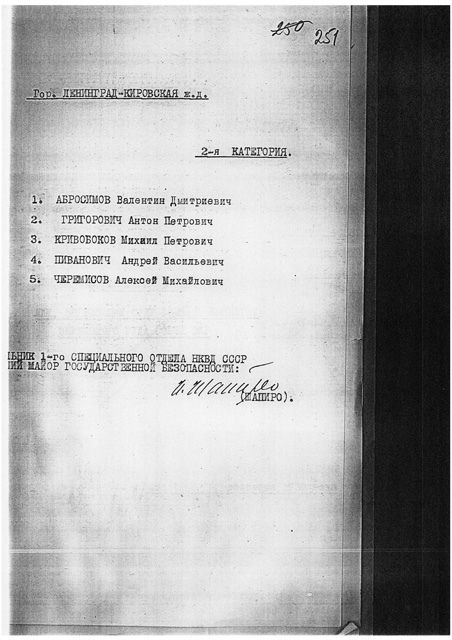 250 251
Гор. ЛЕНИНГРАД-КИРОВСКАЯ ж.д.
2-я КАТЕГОРИЯ.
1. АБРОСИМОВ Валентин Дмитриевич
2. ГРИГОРОВИЧ Антон Петрович
3. КРИВОБОКОВ Михаил Петрович
4. ПИВАНОВИЧ Андрей Васильевич
5. ЧЕРЕМИСОВ Алексей Михайлович
ЛЬНИК 1-го СПЕЦИАЛЬНОГО ОТДЕЛА НКВД СССР
ИЙ МАЙОР ГОСУДАРСТВЕННОЙ БЕЗОПАСНОСТИ:
И. Шапиро
(ШАПИРО).